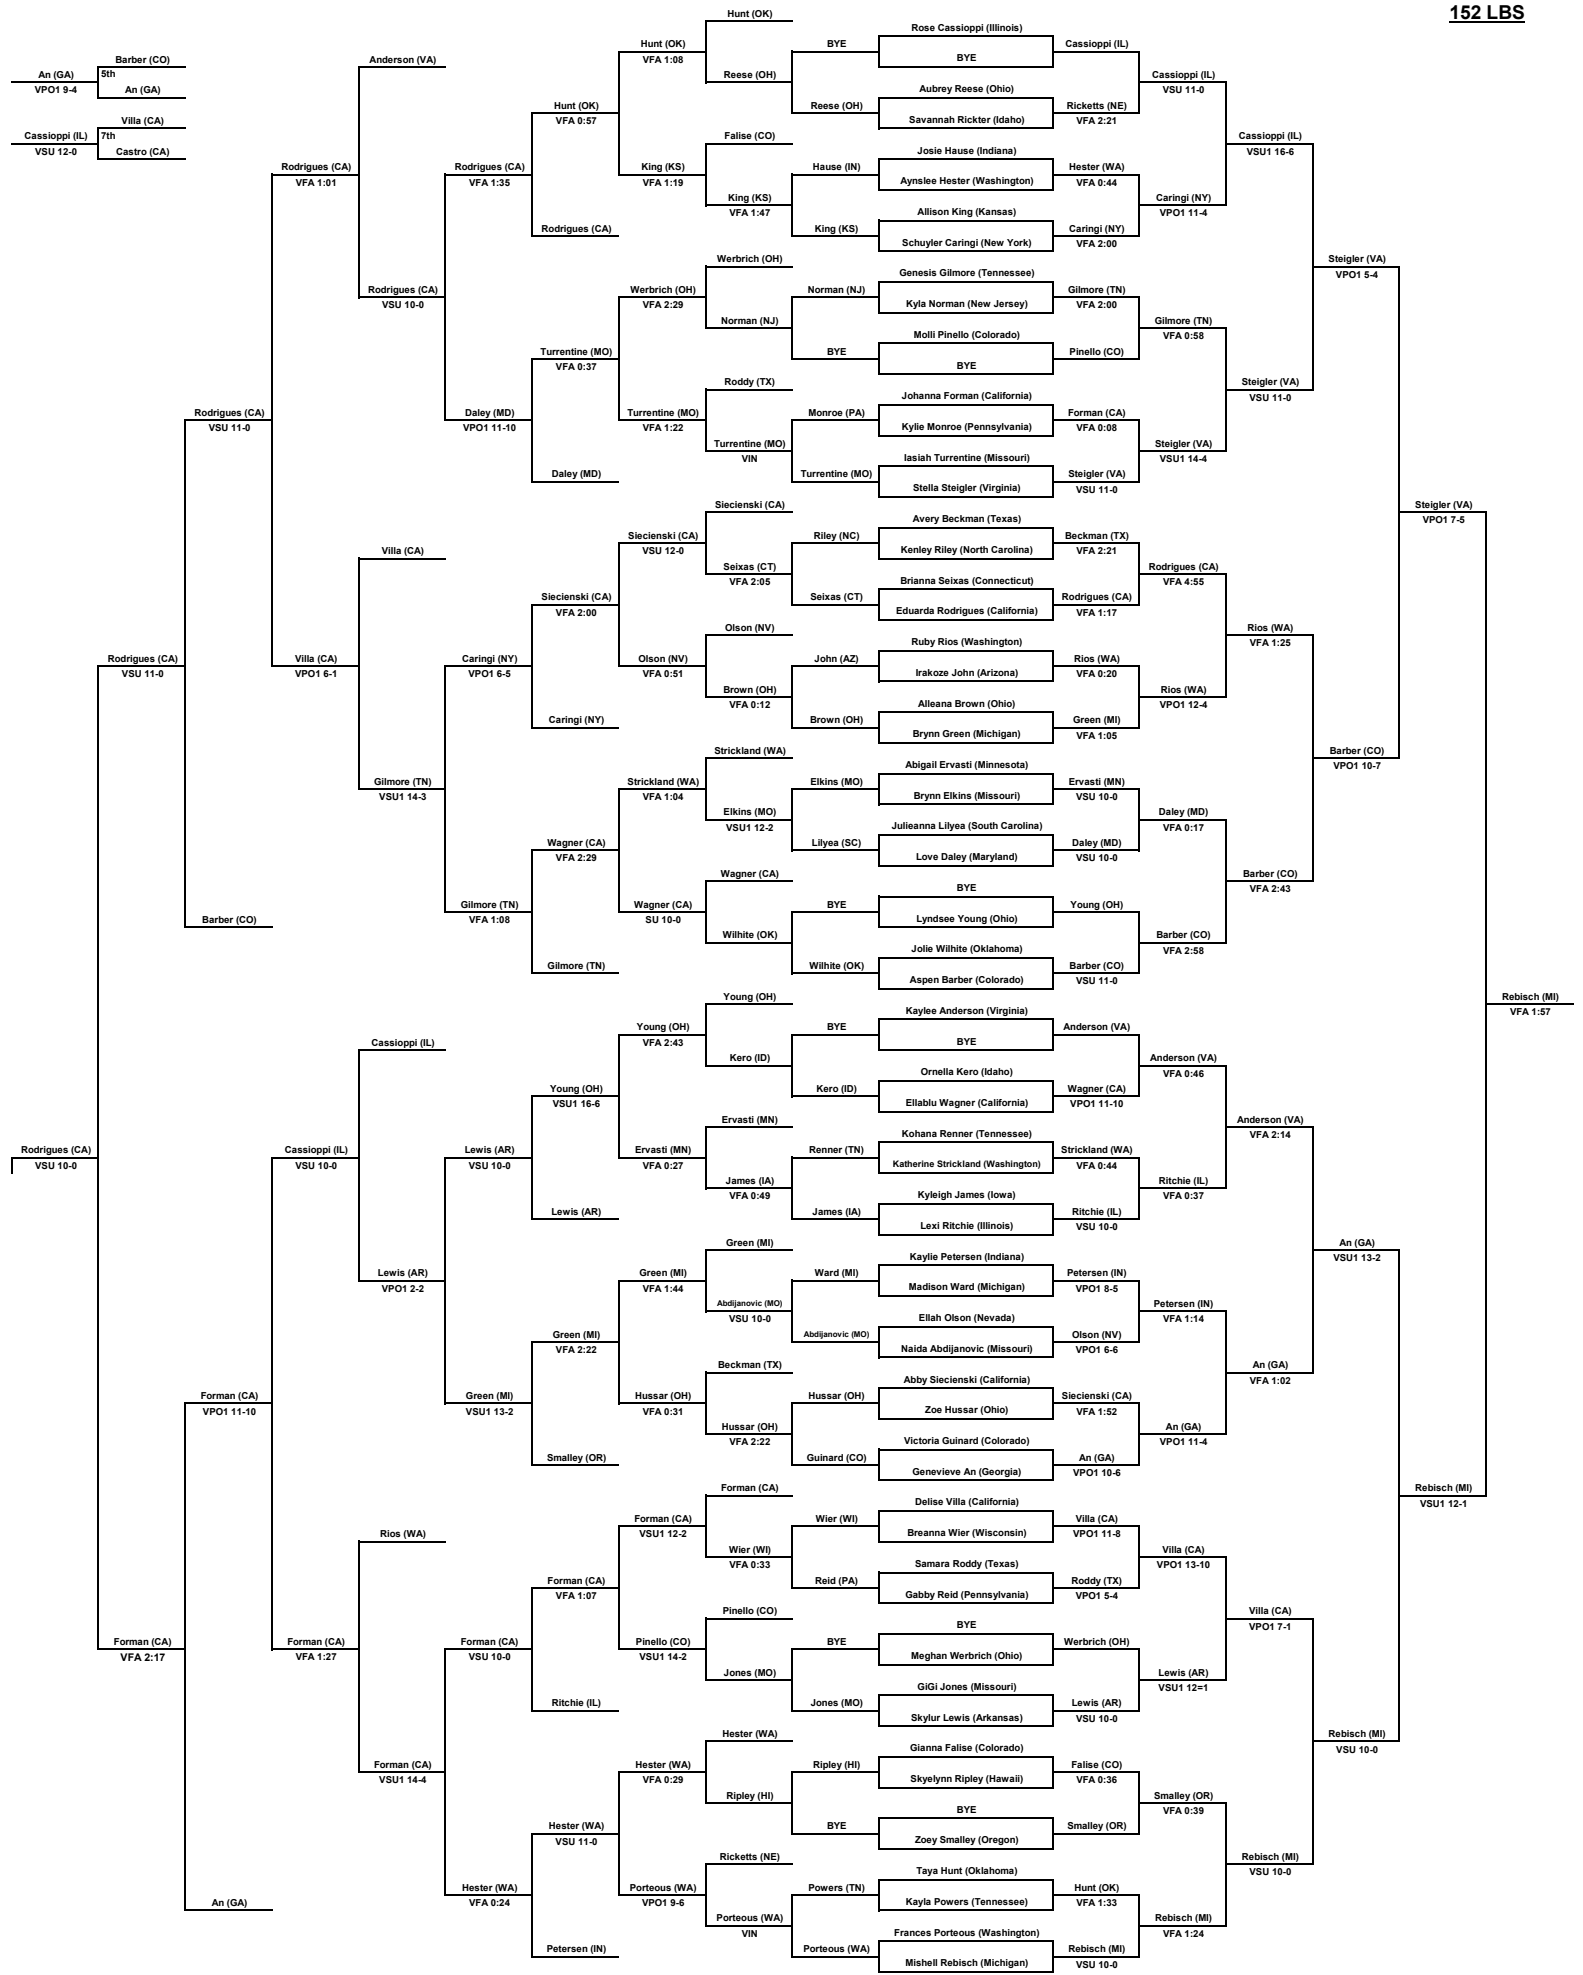 152 LBS
Barber (CO)
An (GA)
5th
VPO1 9-4
An (GA)
Villa (CA)
Cassioppi (IL)
7th
VSU 12-0
Castro (CA)
Rodrigues (CA)
VSU 10-0
Rodrigues (CA)
VSU 11-0
Forman (CA)
VFA 2:17
Rodrigues (CA)
VSU 11-0
Barber (CO)
Forman (CA)
VPO1 11-10
An (GA)
Rodrigues (CA)
VFA 1:01
Villa (CA)
VPO1 6-1
Cassioppi (IL)
VSU 10-0
Forman (CA)
VFA 1:27
Anderson (VA)
Rodrigues (CA)
VSU 10-0
Villa (CA)
Gilmore (TN)
VSU1 14-3
Cassioppi (IL)
Lewis (AR)
VPO1 2-2
Rios (WA)
Forman (CA)
VSU1 14-4
Rodrigues (CA)
VFA 1:35
Daley (MD)
VPO1 11-10
Caringi (NY)
VPO1 6-5
Gilmore (TN)
VFA 1:08
Lewis (AR)
VSU 10-0
Green (MI)
VSU1 13-2
Forman (CA)
VSU 10-0
Hester (WA)
VFA 0:24
Hunt (OK)
VFA 0:57
Rodrigues (CA)
Turrentine (MO)
VFA 0:37
Daley (MD)
Siecienski (CA)
VFA 2:00
Caringi (NY)
Wagner (CA)
VFA 2:29
Gilmore (TN)
Young (OH)
VSU1 16-6
Lewis (AR)
Green (MI)
VFA 2:22
Smalley (OR)
Forman (CA)
VFA 1:07
Ritchie (IL)
Hester (WA)
VSU 11-0
Petersen (IN)
Hunt (OK)
VFA 1:08
King (KS)
VFA 1:19
Werbrich (OH)
VFA 2:29
Turrentine (MO)
VFA 1:22
Siecienski (CA)
VSU 12-0
Olson (NV)
VFA 0:51
Strickland (WA)
VFA 1:04
Wagner (CA)
SU 10-0
Young (OH)
VFA 2:43
Ervasti (MN)
VFA 0:27
Green (MI)
VFA 1:44
Hussar (OH)
VFA 0:31
Forman (CA)
VSU1 12-2
Pinello (CO)
VSU1 14-2
Hester (WA)
VFA 0:29
Porteous (WA)
VPO1 9-6
Hunt (OK)
Reese (OH)
Falise (CO)
King (KS)
VFA 1:47
Werbrich (OH)
Norman (NJ)
Roddy (TX)
Turrentine (MO)
VIN
Siecienski (CA)
Seixas (CT)
VFA 2:05
Olson (NV)
Brown (OH)
VFA 0:12
Strickland (WA)
Elkins (MO)
VSU1 12-2
Wagner (CA)
Wilhite (OK)
Young (OH)
Kero (ID)
Ervasti (MN)
James (IA)
VFA 0:49
Green (MI)
Abdijanovic (MO)
VSU 10-0
Beckman (TX)
Hussar (OH)
VFA 2:22
Forman (CA)
Wier (WI)
VFA 0:33
Pinello (CO)
Jones (MO)
Hester (WA)
Ripley (HI)
Ricketts (NE)
Porteous (WA)
VIN
BYE
Reese (OH)
Hause (IN)
King (KS)
Norman (NJ)
BYE
Monroe (PA)
Turrentine (MO)
Riley (NC)
Seixas (CT)
John (AZ)
Brown (OH)
Elkins (MO)
Lilyea (SC)
BYE
Wilhite (OK)
BYE
Kero (ID)
Renner (TN)
James (IA)
Ward (MI)
Abdijanovic (MO)
Hussar (OH)
Guinard (CO)
Wier (WI)
Reid (PA)
BYE
Jones (MO)
Ripley (HI)
BYE
Powers (TN)
Porteous (WA)
Rose Cassioppi (Illinois)
BYE
Aubrey Reese (Ohio)
Savannah Rickter (Idaho)
Josie Hause (Indiana)
Aynslee Hester (Washington)
Allison King (Kansas)
Schuyler Caringi (New York)
Genesis Gilmore (Tennessee)
Kyla Norman (New Jersey)
Molli Pinello (Colorado)
BYE
Johanna Forman (California)
Kylie Monroe (Pennsylvania)
Iasiah Turrentine (Missouri)
Stella Steigler (Virginia)
Avery Beckman (Texas)
Kenley Riley (North Carolina)
Brianna Seixas (Connecticut)
Eduarda Rodrigues (California)
Ruby Rios (Washington)
Irakoze John (Arizona)
Alleana Brown (Ohio)
Brynn Green (Michigan)
Abigail Ervasti (Minnesota)
Brynn Elkins (Missouri)
Julieanna Lilyea (South Carolina)
Love Daley (Maryland)
BYE
Lyndsee Young (Ohio)
Jolie Wilhite (Oklahoma)
Aspen Barber (Colorado)
Kaylee Anderson (Virginia)
BYE
Ornella Kero (Idaho)
Ellablu Wagner (California)
Kohana Renner (Tennessee)
Katherine Strickland (Washington)
Kyleigh James (Iowa)
Lexi Ritchie (Illinois)
Kaylie Petersen (Indiana)
Madison Ward (Michigan)
Ellah Olson (Nevada)
Naida Abdijanovic (Missouri)
Abby Siecienski (California)
Zoe Hussar (Ohio)
Victoria Guinard (Colorado)
Genevieve An (Georgia)
Delise Villa (California)
Breanna Wier (Wisconsin)
Samara Roddy (Texas)
Gabby Reid (Pennsylvania)
BYE
Meghan Werbrich (Ohio)
GiGi Jones (Missouri)
Skylur Lewis (Arkansas)
Gianna Falise (Colorado)
Skyelynn Ripley (Hawaii)
BYE
Zoey Smalley (Oregon)
Taya Hunt (Oklahoma)
Kayla Powers (Tennessee)
Frances Porteous (Washington)
Mishell Rebisch (Michigan)
Cassioppi (IL)
Ricketts (NE)
VFA 2:21
Hester (WA)
VFA 0:44
Caringi (NY)
VFA 2:00
Gilmore (TN)
VFA 2:00
Pinello (CO)
Forman (CA)
VFA 0:08
Steigler (VA)
VSU 11-0
Beckman (TX)
VFA 2:21
Rodrigues (CA)
VFA 1:17
Rios (WA)
VFA 0:20
Green (MI)
VFA 1:05
Ervasti (MN)
VSU 10-0
Daley (MD)
VSU 10-0
Young (OH)
Barber (CO)
VSU 11-0
Anderson (VA)
Wagner (CA)
VPO1 11-10
Strickland (WA)
VFA 0:44
Ritchie (IL)
VSU 10-0
Petersen (IN)
VPO1 8-5
Olson (NV)
VPO1 6-6
Siecienski (CA)
VFA 1:52
An (GA)
VPO1 10-6
Villa (CA)
VPO1 11-8
Roddy (TX)
VPO1 5-4
Werbrich (OH)
Lewis (AR)
VSU 10-0
Falise (CO)
VFA 0:36
Smalley (OR)
Hunt (OK)
VFA 1:33
Rebisch (MI)
VSU 10-0
Cassioppi (IL)
VSU 11-0
Caringi (NY)
VPO1 11-4
Gilmore (TN)
VFA 0:58
Steigler (VA)
VSU1 14-4
Rodrigues (CA)
VFA 4:55
Rios (WA)
VPO1 12-4
Daley (MD)
VFA 0:17
Barber (CO)
VFA 2:58
Anderson (VA)
VFA 0:46
Ritchie (IL)
VFA 0:37
Petersen (IN)
VFA 1:14
An (GA)
VPO1 11-4
Villa (CA)
VPO1 13-10
Lewis (AR)
VSU1 12=1
Smalley (OR)
VFA 0:39
Rebisch (MI)
VFA 1:24
Cassioppi (IL)
VSU1 16-6
Steigler (VA)
VSU 11-0
Rios (WA)
VFA 1:25
Barber (CO)
VFA 2:43
Anderson (VA)
VFA 2:14
An (GA)
VFA 1:02
Villa (CA)
VPO1 7-1
Rebisch (MI)
VSU 10-0
Steigler (VA)
VPO1 5-4
Barber (CO)
VPO1 10-7
An (GA)
VSU1 13-2
Rebisch (MI)
VSU 10-0
Steigler (VA)
VPO1 7-5
Rebisch (MI)
VSU1 12-1
Rebisch (MI)
VFA 1:57